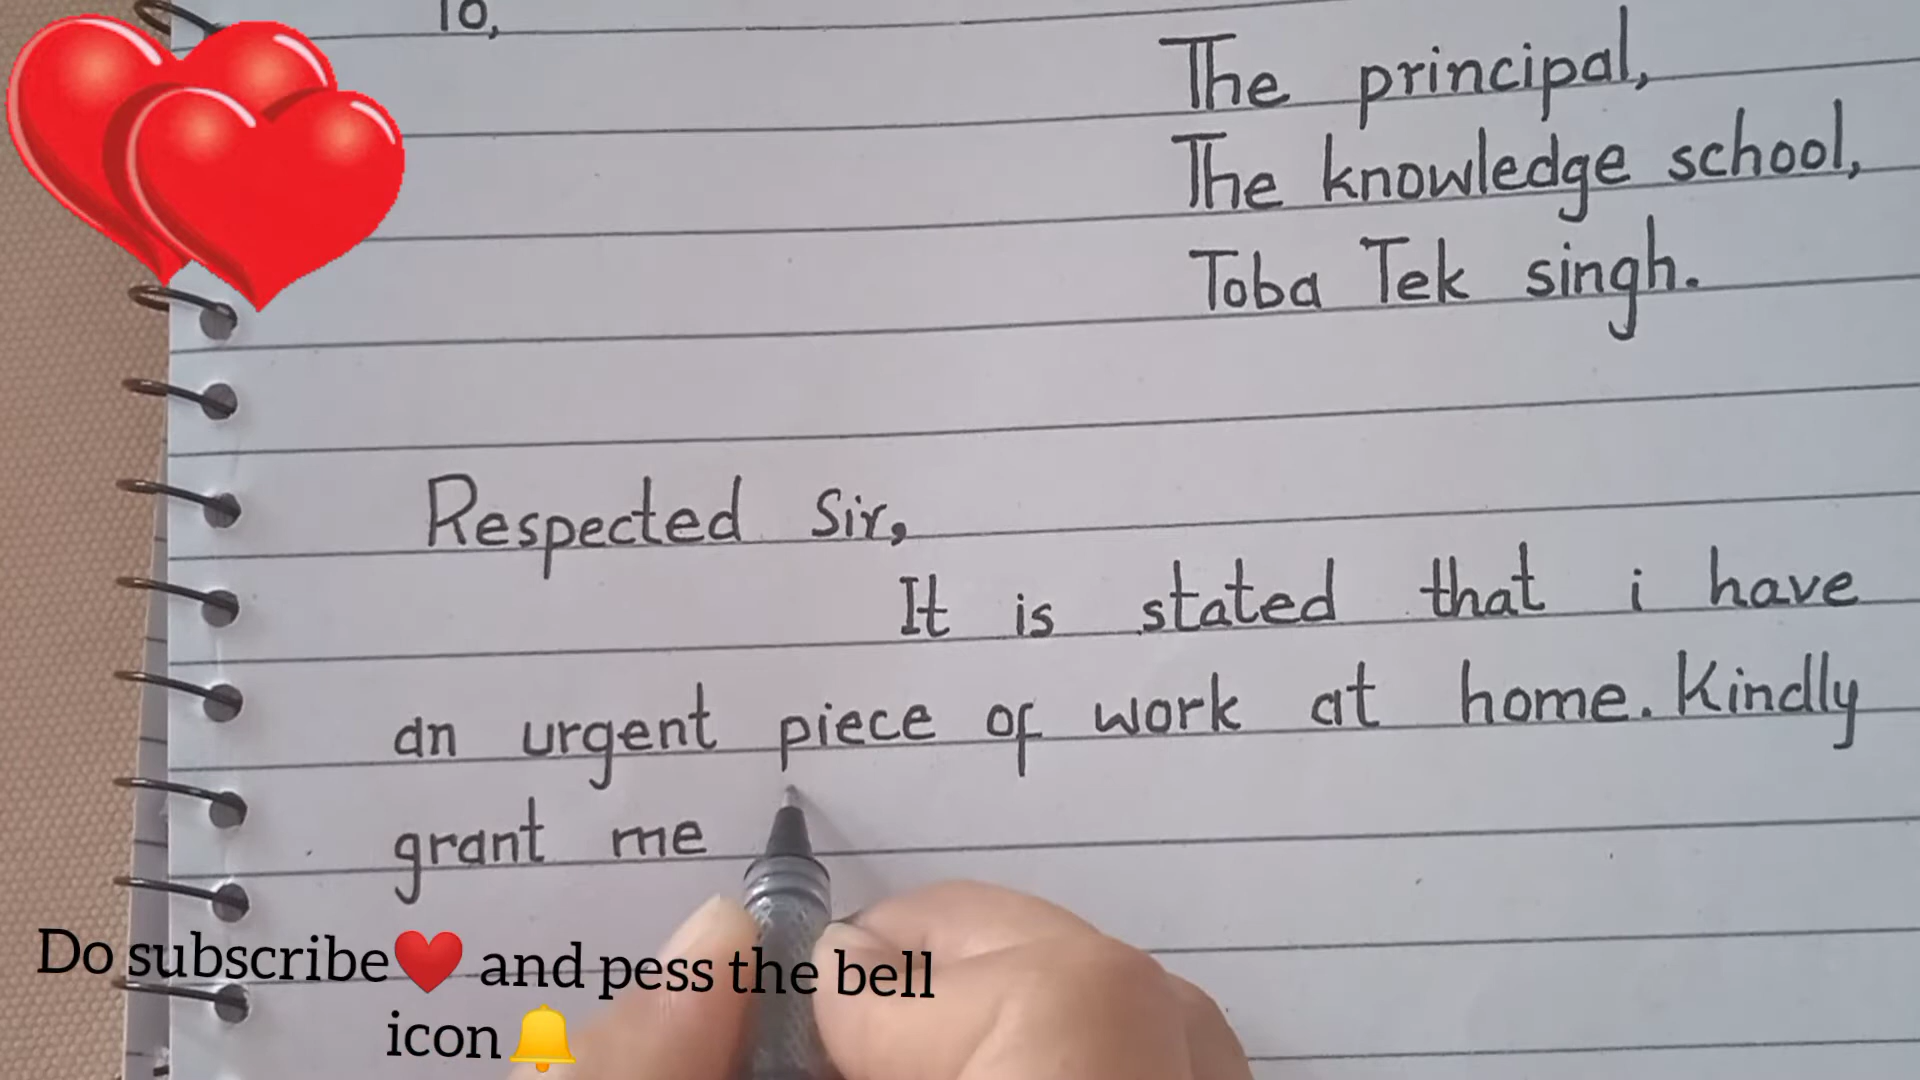 To,
The principal,
The knowledge school,
Toba Tek singh.
Respected Sir,
It is stated that i have
an urgent piece of work at home. Kindly
grant me
Do subscribe❤️ and pess the bell
icon🔔